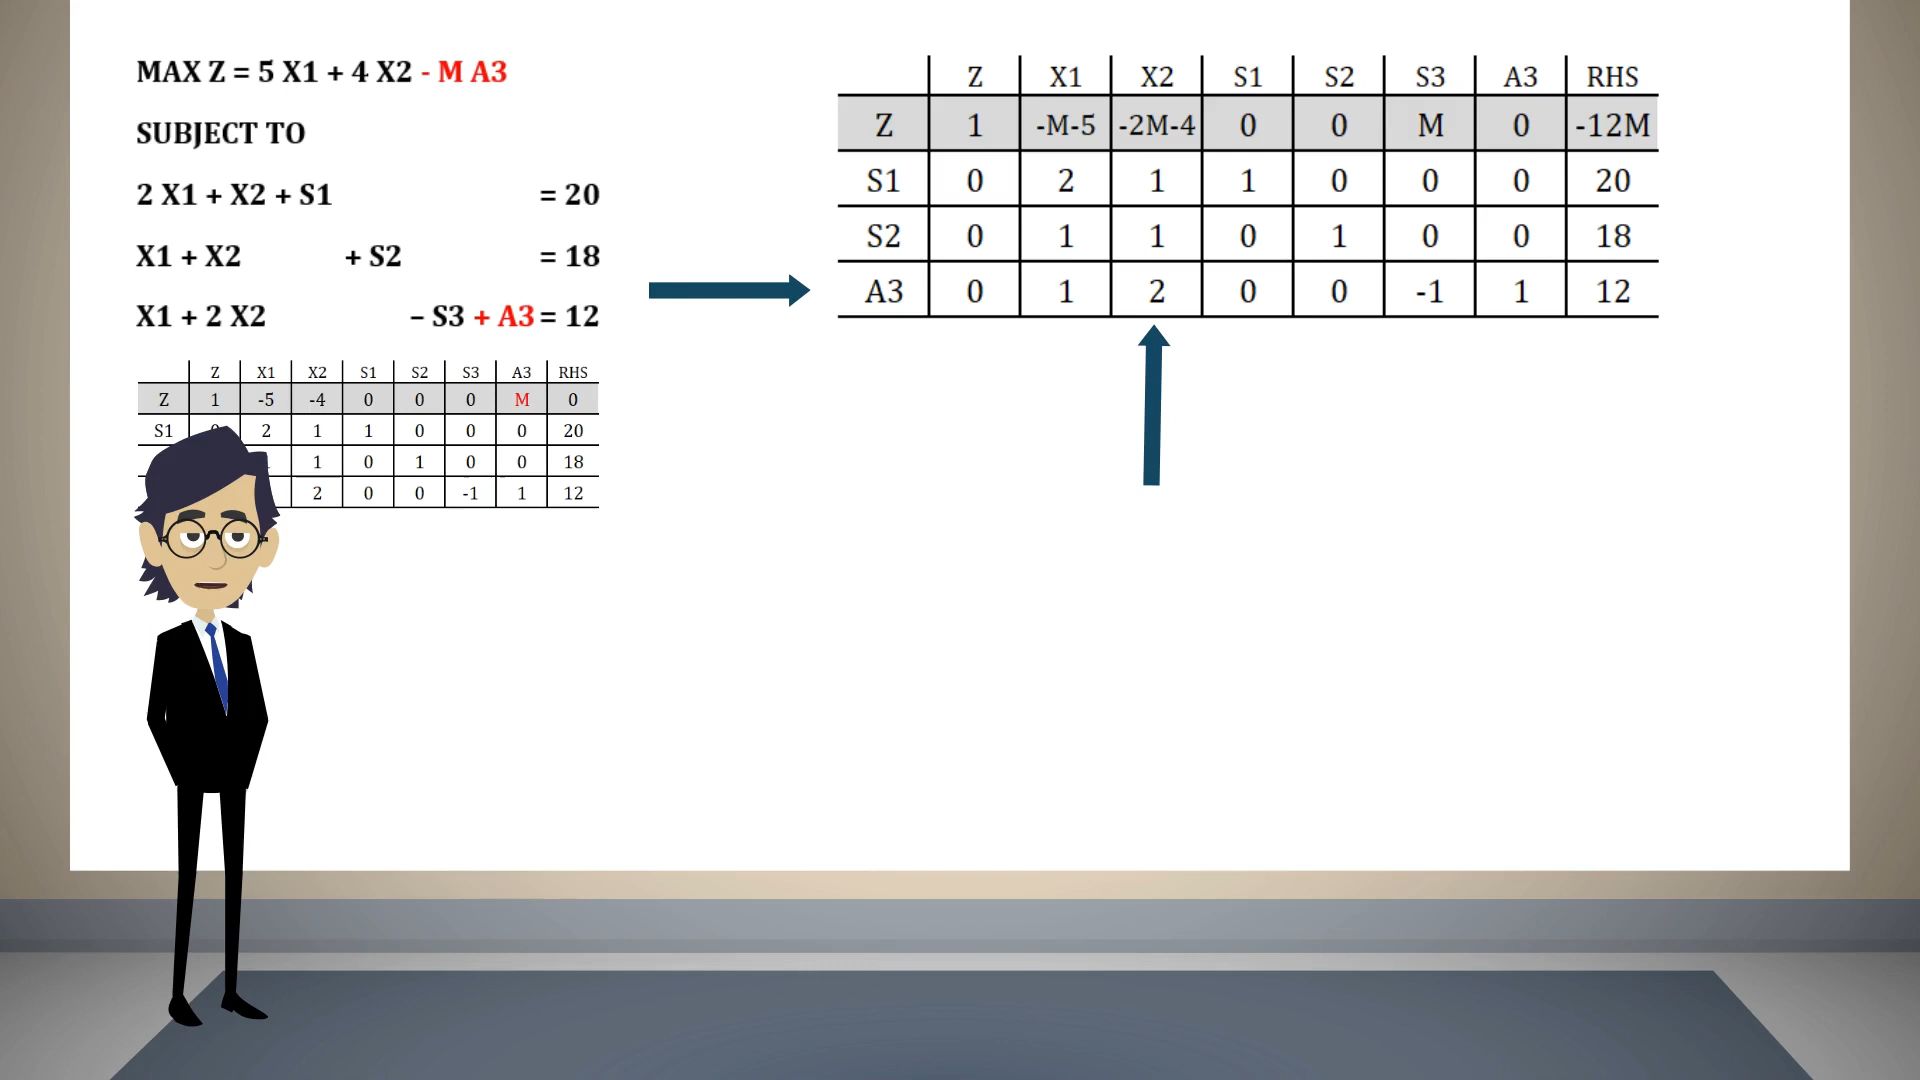 MAX Z = 5 X1 + 4 X2 - M A3
SUBJECT TO
2 X1 + X2 + S1 = 20
X1 + X2 + S2 = 18
X1 + 2 X2 – S3 + A3 = 12
Z X1 X2 S1 S2 S3 A3 RHS
Z 1 -5 -4 0 0 0 M 0
S1 2 1 1 0 0 0 20
1 0 1 0 0 18
2 0 0 -1 1 12
Z X1 X2 S1 S2 S3 A3 RHS
Z 1 -M-5 -2M-4 0 0 M 0 -12M
S1 0 2 1 1 0 0 0 20
S2 0 1 1 0 1 0 0 18
A3 0 1 2 0 0 -1 1 12